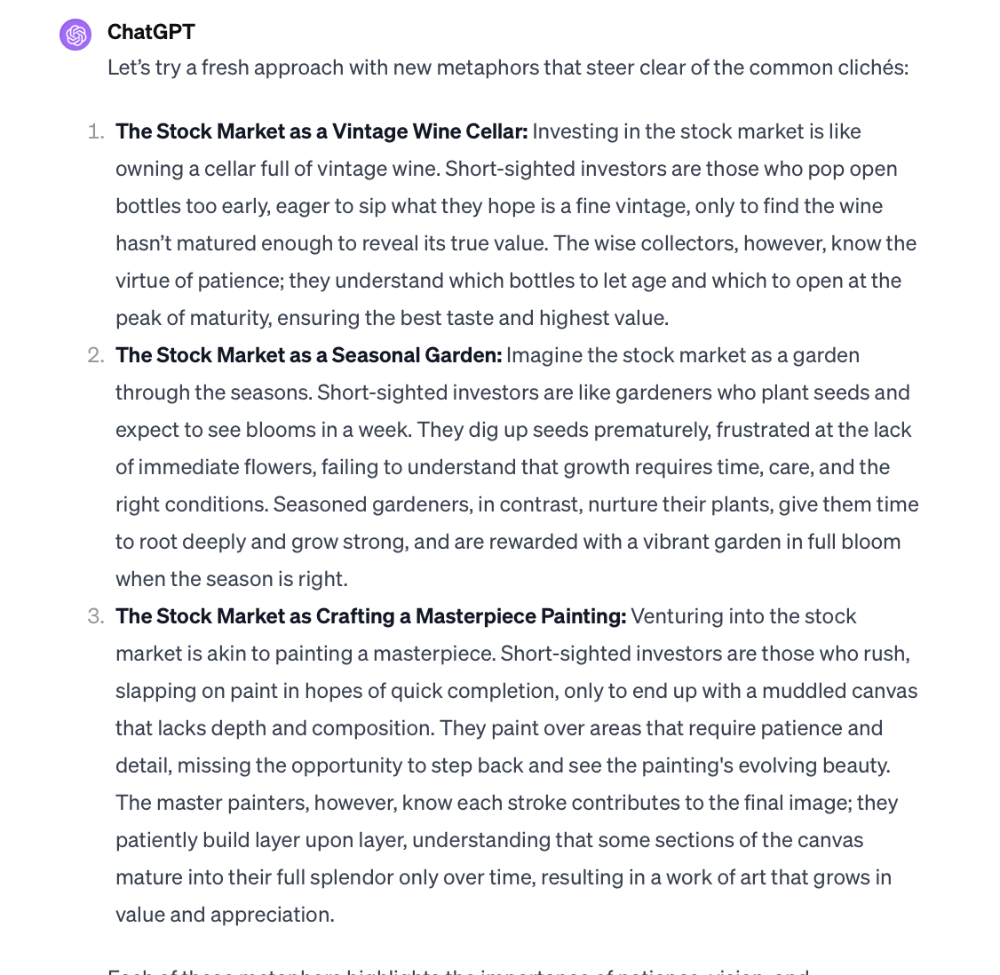 ChatGPT
Let’s try a fresh approach with new metaphors that steer clear of the common clichés:
1. The Stock Market as a Vintage Wine Cellar: Investing in the stock market is like
owning a cellar full of vintage wine. Short-sighted investors are those who pop open
bottles too early, eager to sip what they hope is a fine vintage, only to find the wine
hasn’t matured enough to reveal its true value. The wise collectors, however, know the
virtue of patience; they understand which bottles to let age and which to open at the
peak of maturity, ensuring the best taste and highest value.
2. The Stock Market as a Seasonal Garden: Imagine the stock market as a garden
through the seasons. Short-sighted investors are like gardeners who plant seeds and
expect to see blooms in a week. They dig up seeds prematurely, frustrated at the lack
of immediate flowers, failing to understand that growth requires time, care, and the
right conditions. Seasoned gardeners, in contrast, nurture their plants, give them time
to root deeply and grow strong, and are rewarded with a vibrant garden in full bloom
when the season is right.
3. The Stock Market as Crafting a Masterpiece Painting: Venturing into the stock
market is akin to painting a masterpiece. Short-sighted investors are those who rush,
slapping on paint in hopes of quick completion, only to end up with a muddled canvas
that lacks depth and composition. They paint over areas that require patience and
detail, missing the opportunity to step back and see the painting's evolving beauty.
The master painters, however, know each stroke contributes to the final image; they
patiently build layer upon layer, understanding that some sections of the canvas
mature into their full splendor only over time, resulting in a work of art that grows in
value and appreciation.
Each of these metaphors highlights the importance of patience, vision, and